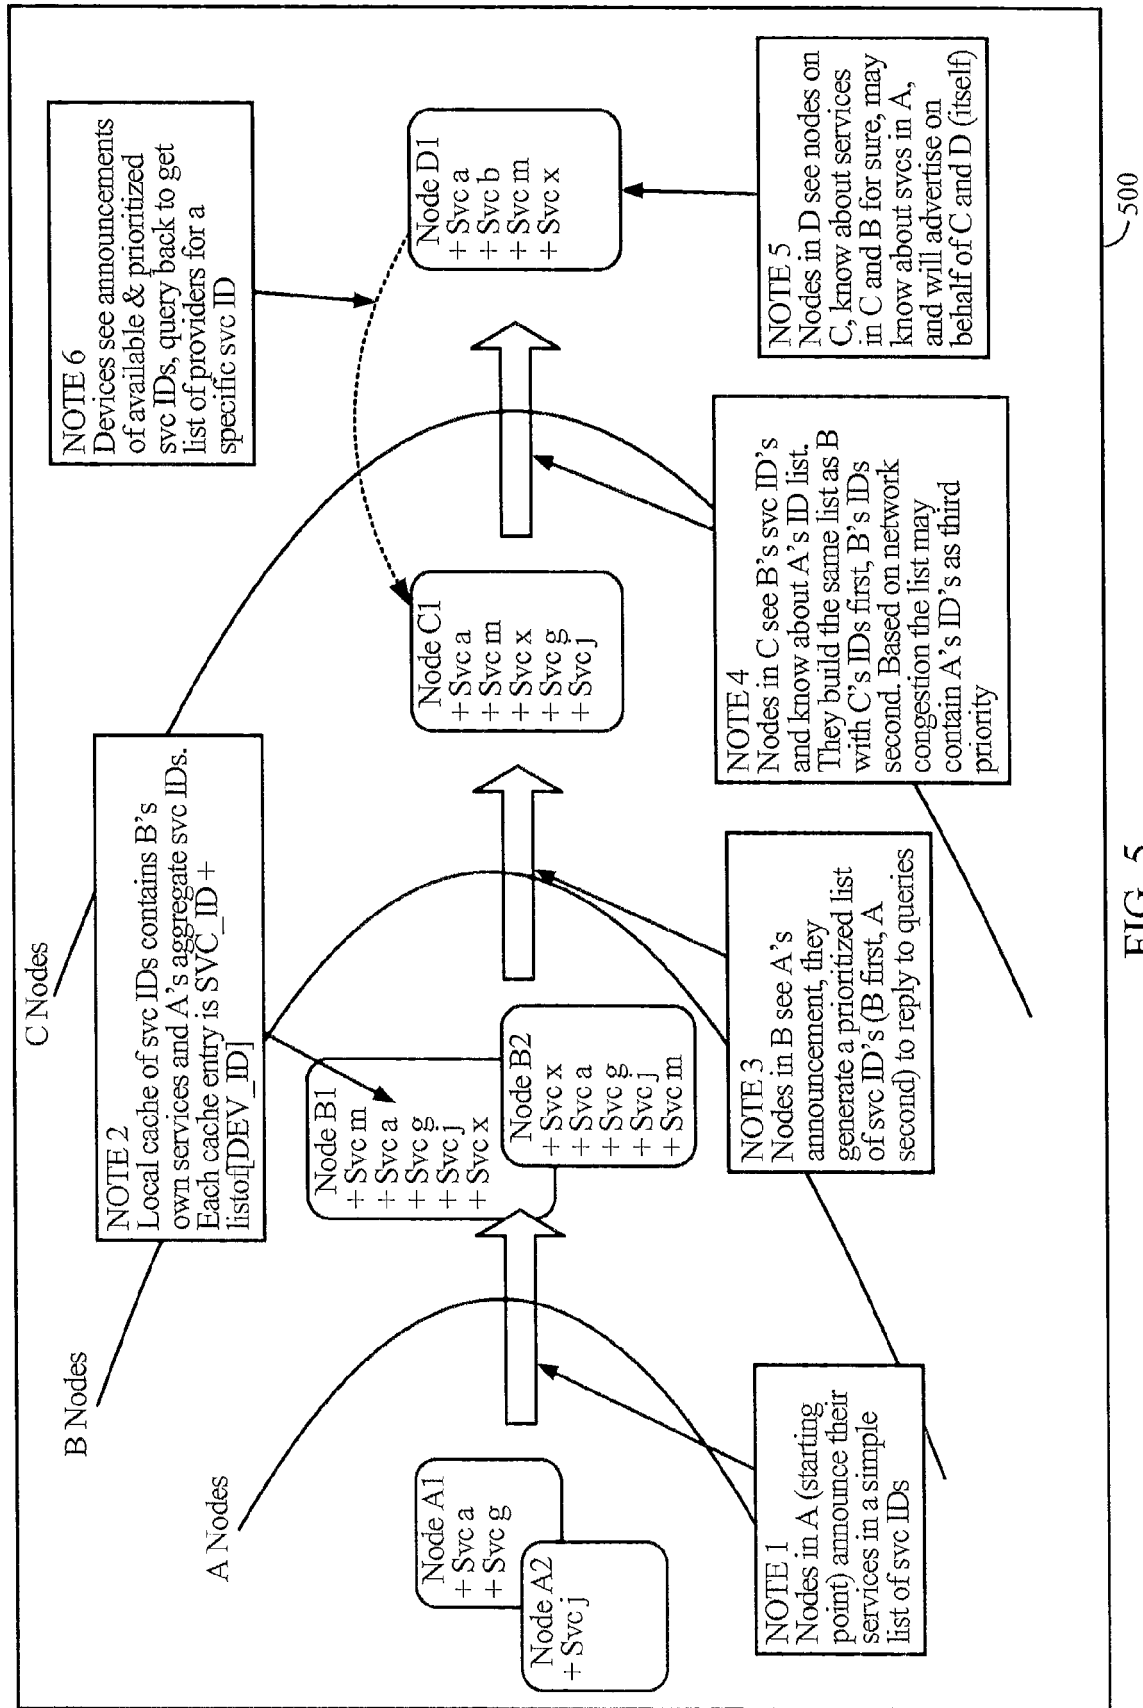 C Nodes
B Nodes
A Nodes
NOTE 6
Devices see announcements
of available & prioritized
svc IDs, query back to get
list of providers for a
specific svc ID
NOTE 2
Local cache of svc IDs contains B's
own services and A's aggregate svc IDs.
Each cache entry is SVC_ID +
listof[DEV_ID]
Node A1
+ Svc a
+ Svc g
Node A2
+ Svc j
Node B1
+ Svc m
+ Svc a
+ Svc g
+ Svc j
+ Svc x
Node B2
+ Svc x
+ Svc a
+ Svc g
+ Svc j
+ Svc m
Node C1
+ Svc a
+ Svc m
+ Svc x
+ Svc g
+ Svc j
Node D1
+ Svc a
+ Svc b
+ Svc m
+ Svc x
NOTE 1
Nodes in A (starting
point) announce their
services in a simple
list of svc IDs
NOTE 3
Nodes in B see A's
announcement, they
generate a prioritized list
of svc ID's (B first, A
second) to reply to queries
NOTE 4
Nodes in C see B's svc ID's
and know about A's ID list.
They build the same list as B
with C's IDs first, B's IDs
second. Based on network
congestion the list may
contain A's ID's as third
priority
NOTE 5
Nodes in D see nodes on
C, know about services
in C and B for sure, may
know about svcs in A,
and will advertise on
behalf of C and D (itself)
500
FIG. 5